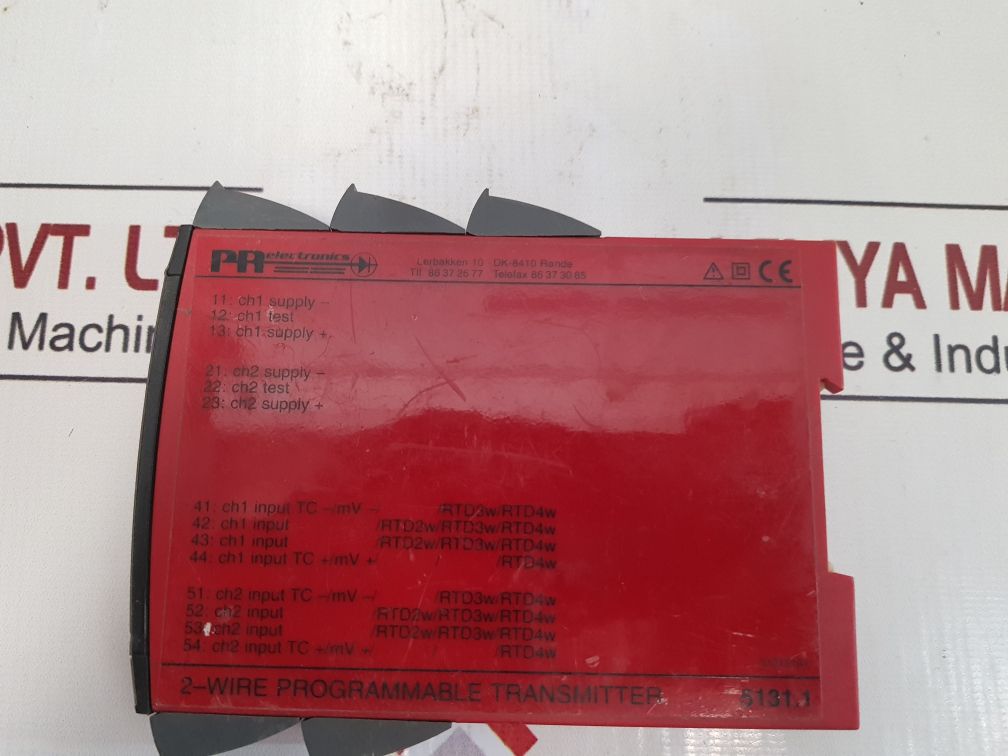 PVT. LT
YA MA
Machin
e & Indu
PR electronics
Lerbakken 10 DK-8410 Rønde
Tlf 86 37 26 77 Telefax 86 37 30 85
CE
11: ch1 supply −
12: ch1 test
13: ch1 supply +
21: ch2 supply −
22: ch2 test
23: ch2 supply +
41: ch1 input TC −/mV −/ /RTD3w/RTD4w
42: ch1 input /RTD2w/RTD3w/RTD4w
43: ch1 input /RTD2w/RTD3w/RTD4w
44: ch1 input TC +/mV +/ / /RTD4w
51: ch2 input TC −/mV −/ /RTD3w/RTD4w
52: ch2 input /RTD2w/RTD3w/RTD4w
53: ch2 input /RTD2w/RTD3w/RTD4w
54: ch2 input TC +/mV +/ / /RTD4w
2−WIRE PROGRAMMABLE TRANSMITTER 5131.1